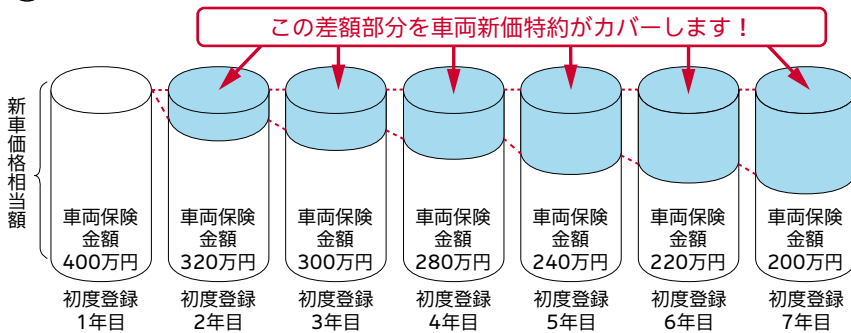 この差額部分を車両新価特約がカバーします！
新車価格相当額
車両保険
金額
400万円
車両保険
金額
320万円
車両保険
金額
300万円
車両保険
金額
280万円
車両保険
金額
240万円
車両保険
金額
220万円
車両保険
金額
200万円
初度登録
1年目
初度登録
2年目
初度登録
3年目
初度登録
4年目
初度登録
5年目
初度登録
6年目
初度登録
7年目